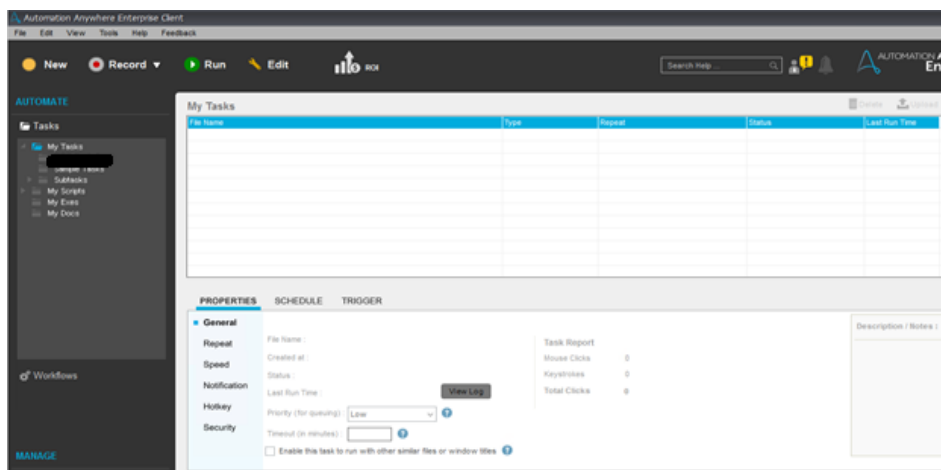 Automation Anywhere Enterprise Client
File Edit View Tools Help Feedback
New Record Run Edit ROI Search Help ... AUTOMATION A
En
AUTOMATE
Tasks
My Tasks
Sample Tasks
Subtasks
My Scripts
My Exes
My Docs
Workflows
MANAGE
My Tasks Delete Upload
File Name Type Repeat Status Last Run Time
PROPERTIES SCHEDULE TRIGGER
General
Repeat
Speed
Notification
Hotkey
Security
File Name :
Created at :
Status :
Last Run Time : View Log
Priority (for queuing) : Low
Timeout (in minutes) :
Enable this task to run with other similar files or window titles
Task Report
Mouse Clicks 0
Keystrokes 0
Total Clicks 0
Description / Notes :